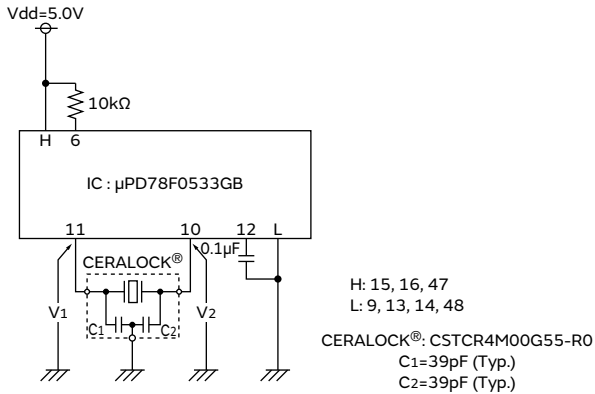 Vdd=5.0V
10kΩ
H 6
IC : µPD78F0533GB
11 10 12 L
0.1µF
CERALOCK®
V1 C1 C2 V2
H: 15, 16, 47
L: 9, 13, 14, 48
CERALOCK®: CSTCR4M00G55-R0
C1=39pF (Typ.)
C2=39pF (Typ.)